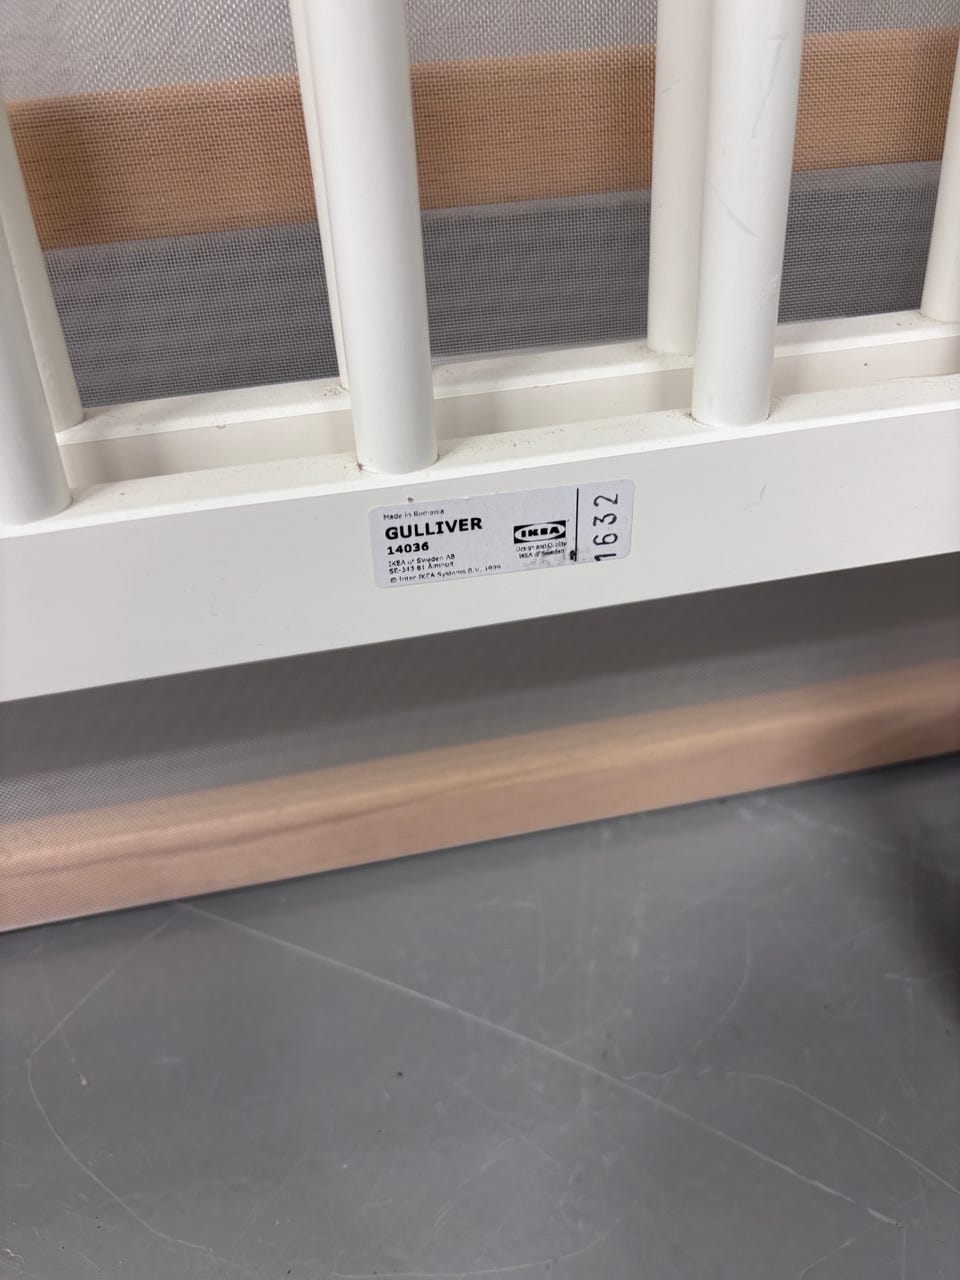 Made in Romania
GULLIVER
14036
IKEA of Sweden AB
SE-343 81 Älmhult
© Inter IKEA Systems B.V. 1999
IKEA
Design and Quality
IKEA of Sweden
1632